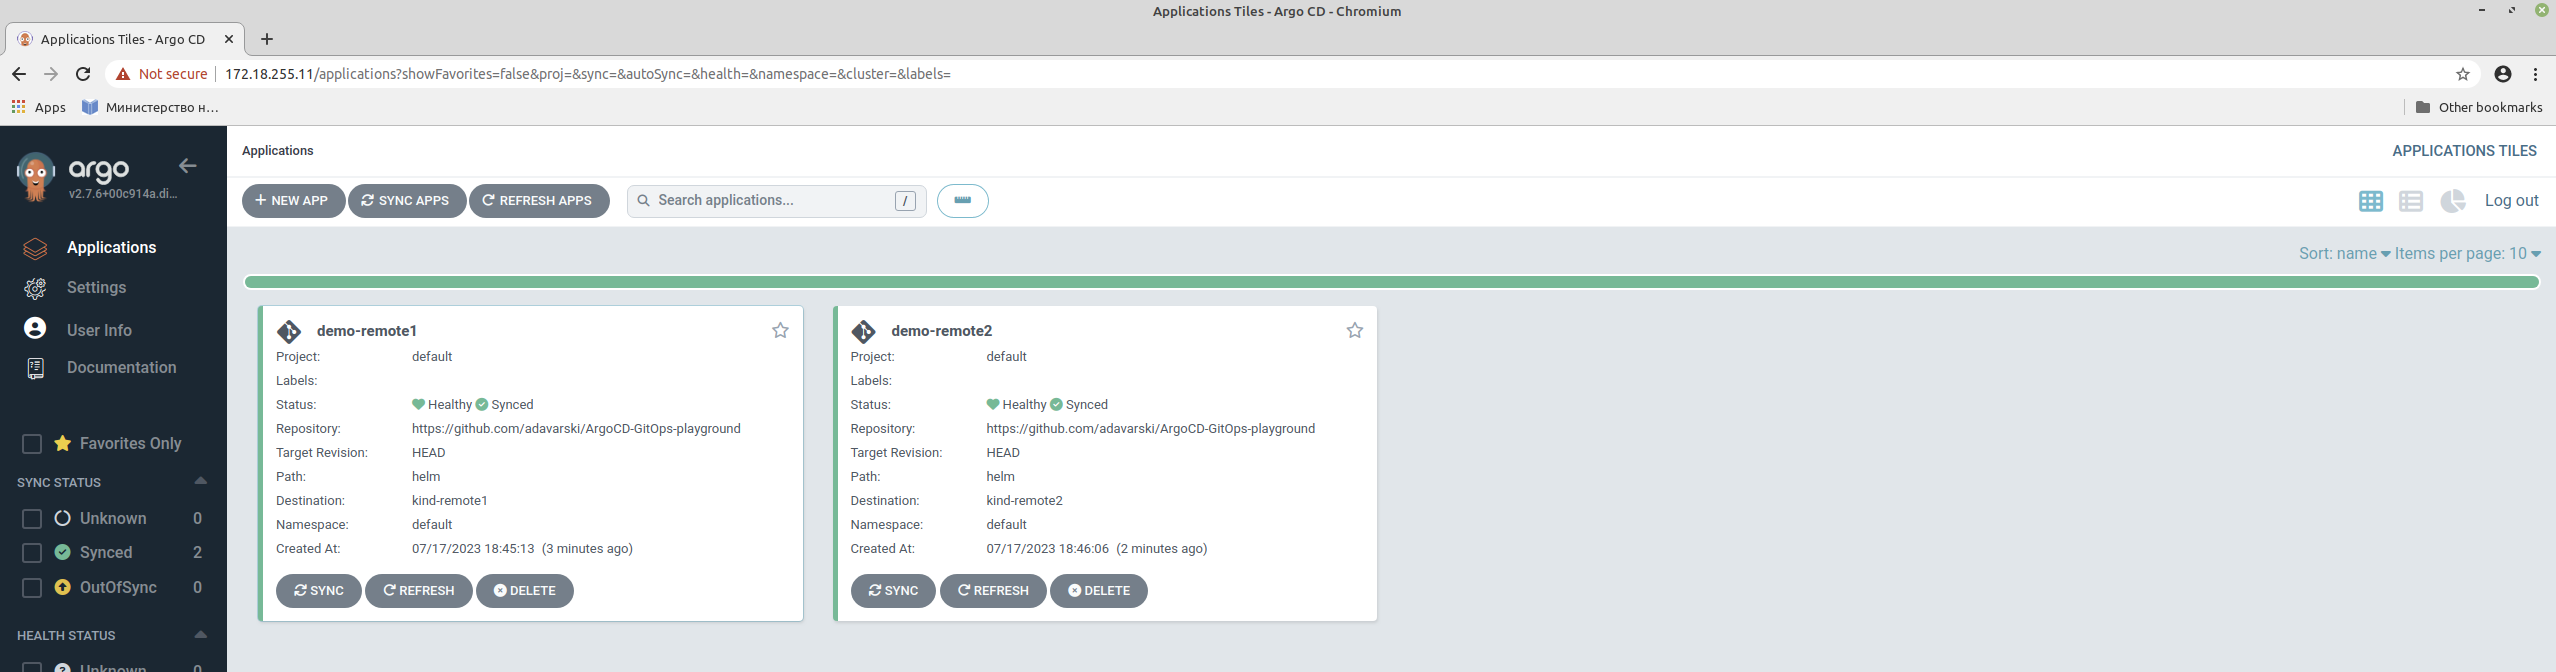 Applications Tiles - Argo CD - Chromium
Applications Tiles - Argo CD
Not secure 172.18.255.11/applications?showFavorites=false&proj=&sync=&autoSync=&health=&namespace=&cluster=&labels=
Apps Министерство н... Other bookmarks
argo
v2.7.6+00c914a.di...
Applications
Settings
User Info
Documentation
Favorites Only
SYNC STATUS
Unknown 0
Synced 2
OutOfSync 0
HEALTH STATUS
Unknown 0
Applications APPLICATIONS TILES
NEW APP SYNC APPS REFRESH APPS Search applications... / Log out
Sort: name Items per page: 10
demo-remote1
Project: default
Labels:
Status: Healthy Synced
Repository: https://github.com/adavarski/ArgoCD-GitOps-playground
Target Revision: HEAD
Path: helm
Destination: kind-remote1
Namespace: default
Created At: 07/17/2023 18:45:13 (3 minutes ago)
SYNC REFRESH DELETE
demo-remote2
Project: default
Labels:
Status: Healthy Synced
Repository: https://github.com/adavarski/ArgoCD-GitOps-playground
Target Revision: HEAD
Path: helm
Destination: kind-remote2
Namespace: default
Created At: 07/17/2023 18:46:06 (2 minutes ago)
SYNC REFRESH DELETE